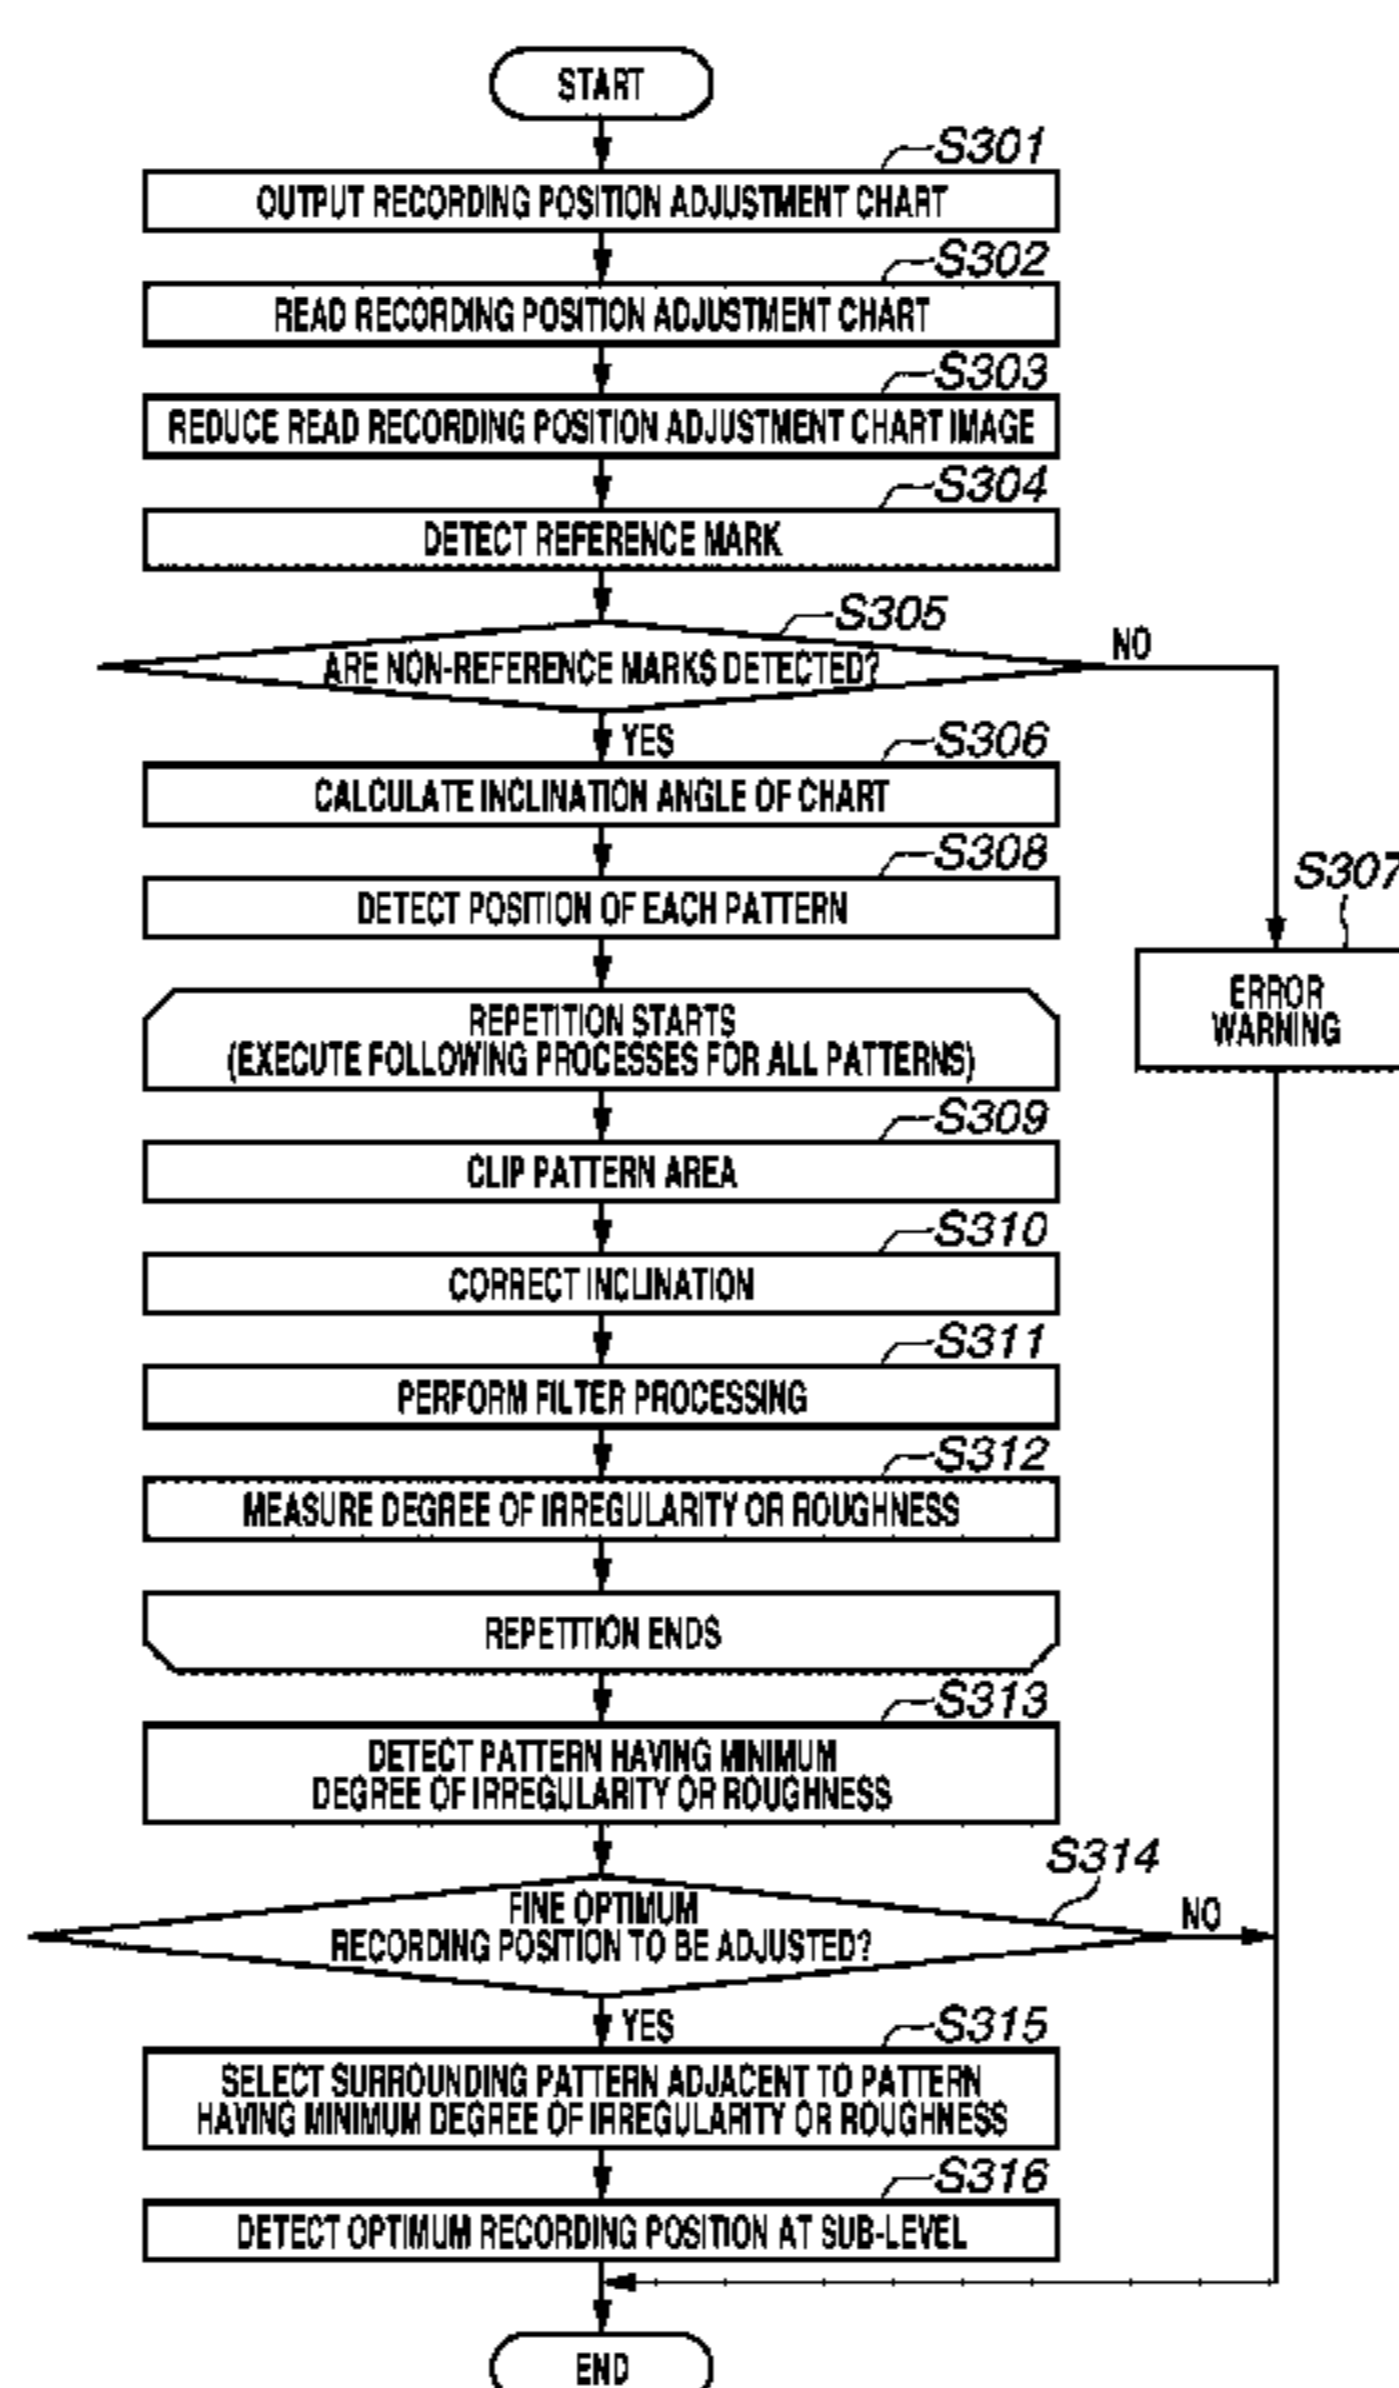 START
S301
OUTPUT RECORDING POSITION ADJUSTMENT CHART
S302
READ RECORDING POSITION ADJUSTMENT CHART
S303
REDUCE READ RECORDING POSITION ADJUSTMENT CHART IMAGE
S304
DETECT REFERENCE MARK
S305
ARE NON-REFERENCE MARKS DETECTED?
NO
YES
S306
CALCULATE INCLINATION ANGLE OF CHART
S308
DETECT POSITION OF EACH PATTERN
S307
ERROR
WARNING
REPETITION STARTS
(EXECUTE FOLLOWING PROCESSES FOR ALL PATTERNS)
S309
CLIP PATTERN AREA
S310
CORRECT INCLINATION
S311
PERFORM FILTER PROCESSING
S312
MEASURE DEGREE OF IRREGULARITY OR ROUGHNESS
REPETITION ENDS
S313
DETECT PATTERN HAVING MINIMUM
DEGREE OF IRREGULARITY OR ROUGHNESS
S314
FINE OPTIMUM
RECORDING POSITION TO BE ADJUSTED?
NO
YES
S315
SELECT SURROUNDING PATTERN ADJACENT TO PATTERN
HAVING MINIMUM DEGREE OF IRREGULARITY OR ROUGHNESS
S316
DETECT OPTIMUM RECORDING POSITION AT SUB-LEVEL
END